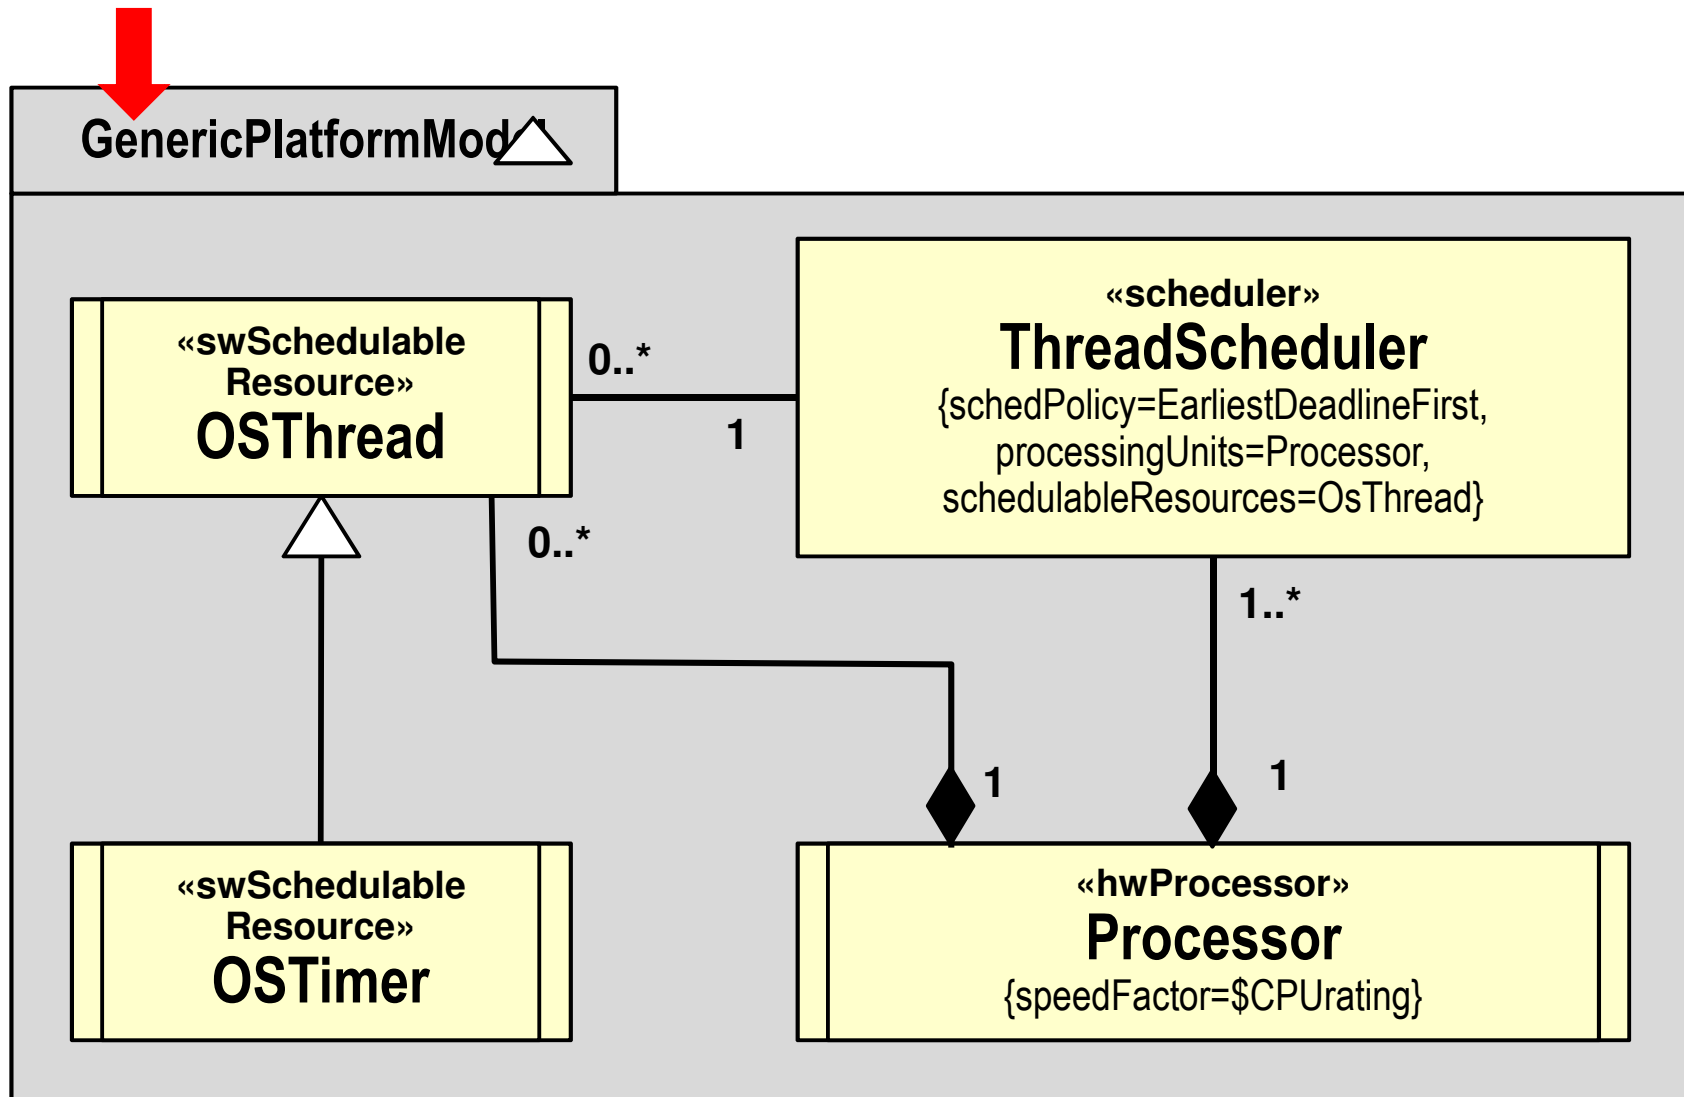 GenericPlatformMod
«swSchedulable
Resource»
OSThread
0..*
1
«scheduler»
ThreadScheduler
{schedPolicy=EarliestDeadlineFirst,
processingUnits=Processor,
schedulableResources=OsThread}
0..*
1..*
1
1
«swSchedulable
Resource»
OSTimer
«hwProcessor»
Processor
{speedFactor=$CPUrating}